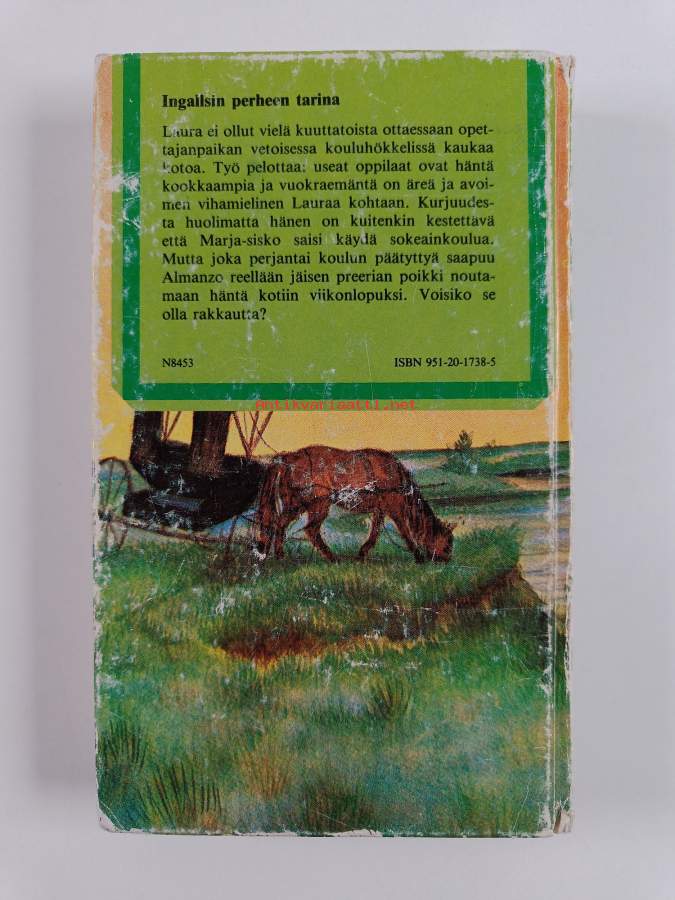 Ingallsin perheen tarina
Laura ei ollut vielä kuuttatoista ottaessaan opet-
tajanpaikan vetoisessa kouluhökkelissä kaukaa
kotoa. Työ pelottaa: useat oppilaat ovat häntä
kookkaampia ja vuokraemäntä on äreä ja avoi-
men vihamielinen Lauraa kohtaan. Kurjuudes-
ta huolimatta hänen on kuitenkin kestettävä
että Marja-sisko saisi käydä sokeainkoulua.
Mutta joka perjantai koulun päätyttyä saapuu
Almanzo reellään jäisen preerian poikki nouta-
maan häntä kotiin viikonlopuksi. Voisiko se
olla rakkautta?
N8453 ISBN 951-20-1738-5
Antikvariaatti.net